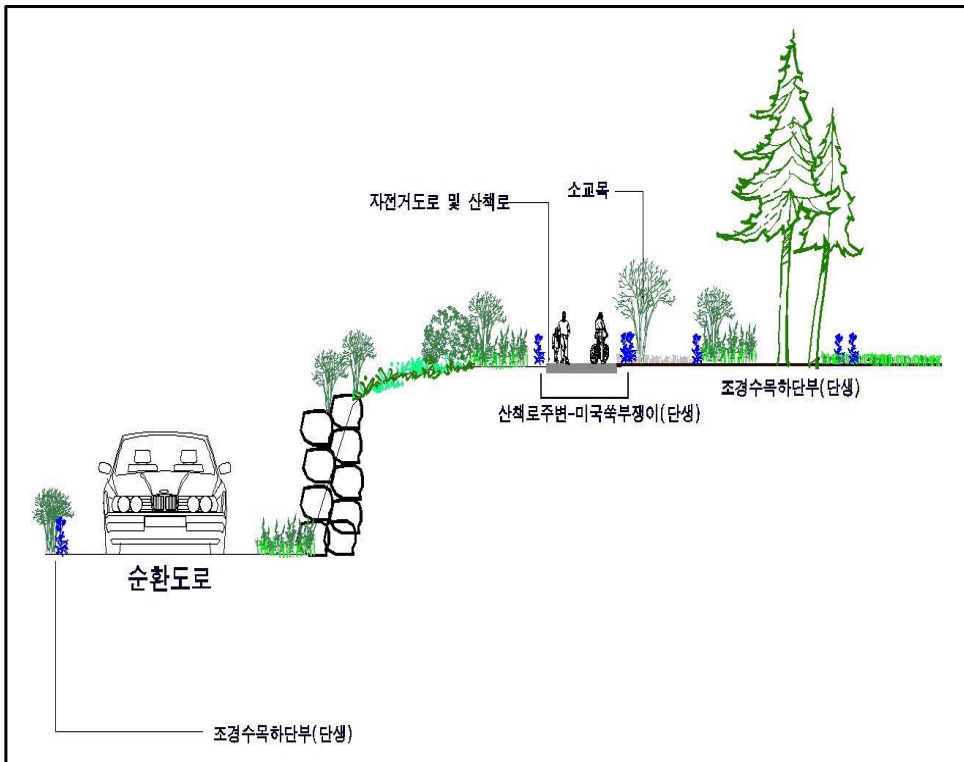 소교목
자전거도로 및 산책로
조경수목하단부(단생)
산책로주변-미국쑥부쟁이(단생)
순환도로
조경수목하단부(단생)